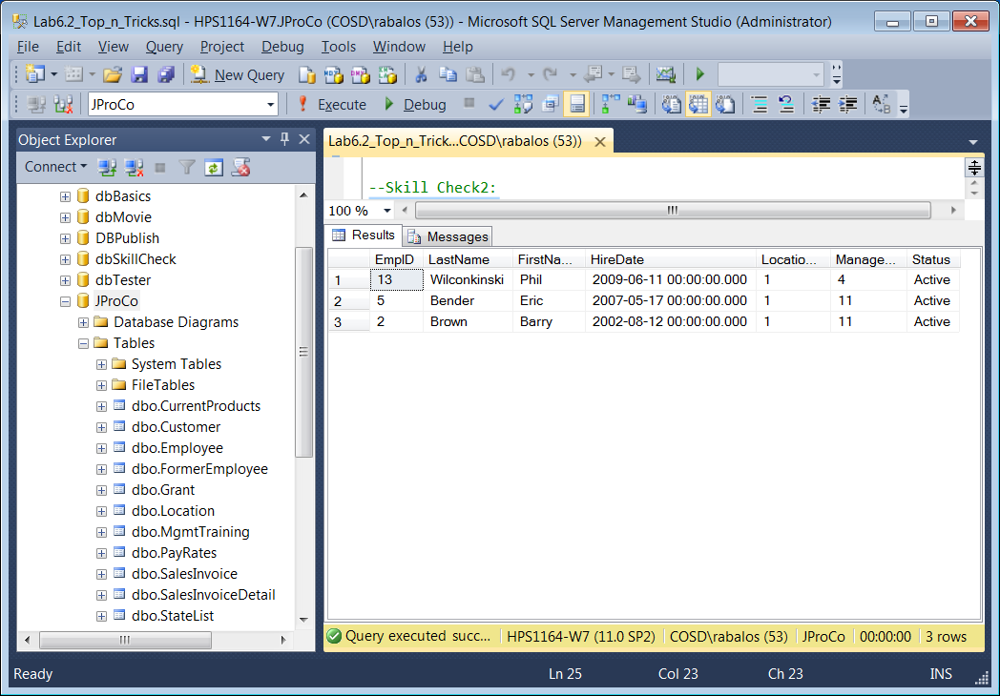 Lab6.2_Top_n_Tricks.sql - HPS1164-W7.JProCo (COSD\rabalos (53)) - Microsoft SQL Server Management Studio (Administrator)
File Edit View Query Project Debug Tools Window Help
New Query
JProCo Execute Debug
Object Explorer
Connect
dbBasics
dbMovie
DBPublish
dbSkillCheck
dbTester
JProCo
Database Diagrams
Tables
System Tables
FileTables
dbo.CurrentProducts
dbo.Customer
dbo.Employee
dbo.FormerEmployee
dbo.Grant
dbo.Location
dbo.MgmtTraining
dbo.PayRates
dbo.SalesInvoice
dbo.SalesInvoiceDetail
dbo.StateList
Lab6.2_Top_n_Trick...COSD\rabalos (53))
--Skill Check2:
100 %
Results Messages
EmpID LastName FirstNa... HireDate Locatio... Manage... Status
1 13 Wilconkinski Phil 2009-06-11 00:00:00.000 1 4 Active
2 5 Bender Eric 2007-05-17 00:00:00.000 1 11 Active
3 2 Brown Barry 2002-08-12 00:00:00.000 1 11 Active
Query executed succ... HPS1164-W7 (11.0 SP2) COSD\rabalos (53) JProCo 00:00:00 3 rows
Ready Ln 25 Col 23 Ch 23 INS